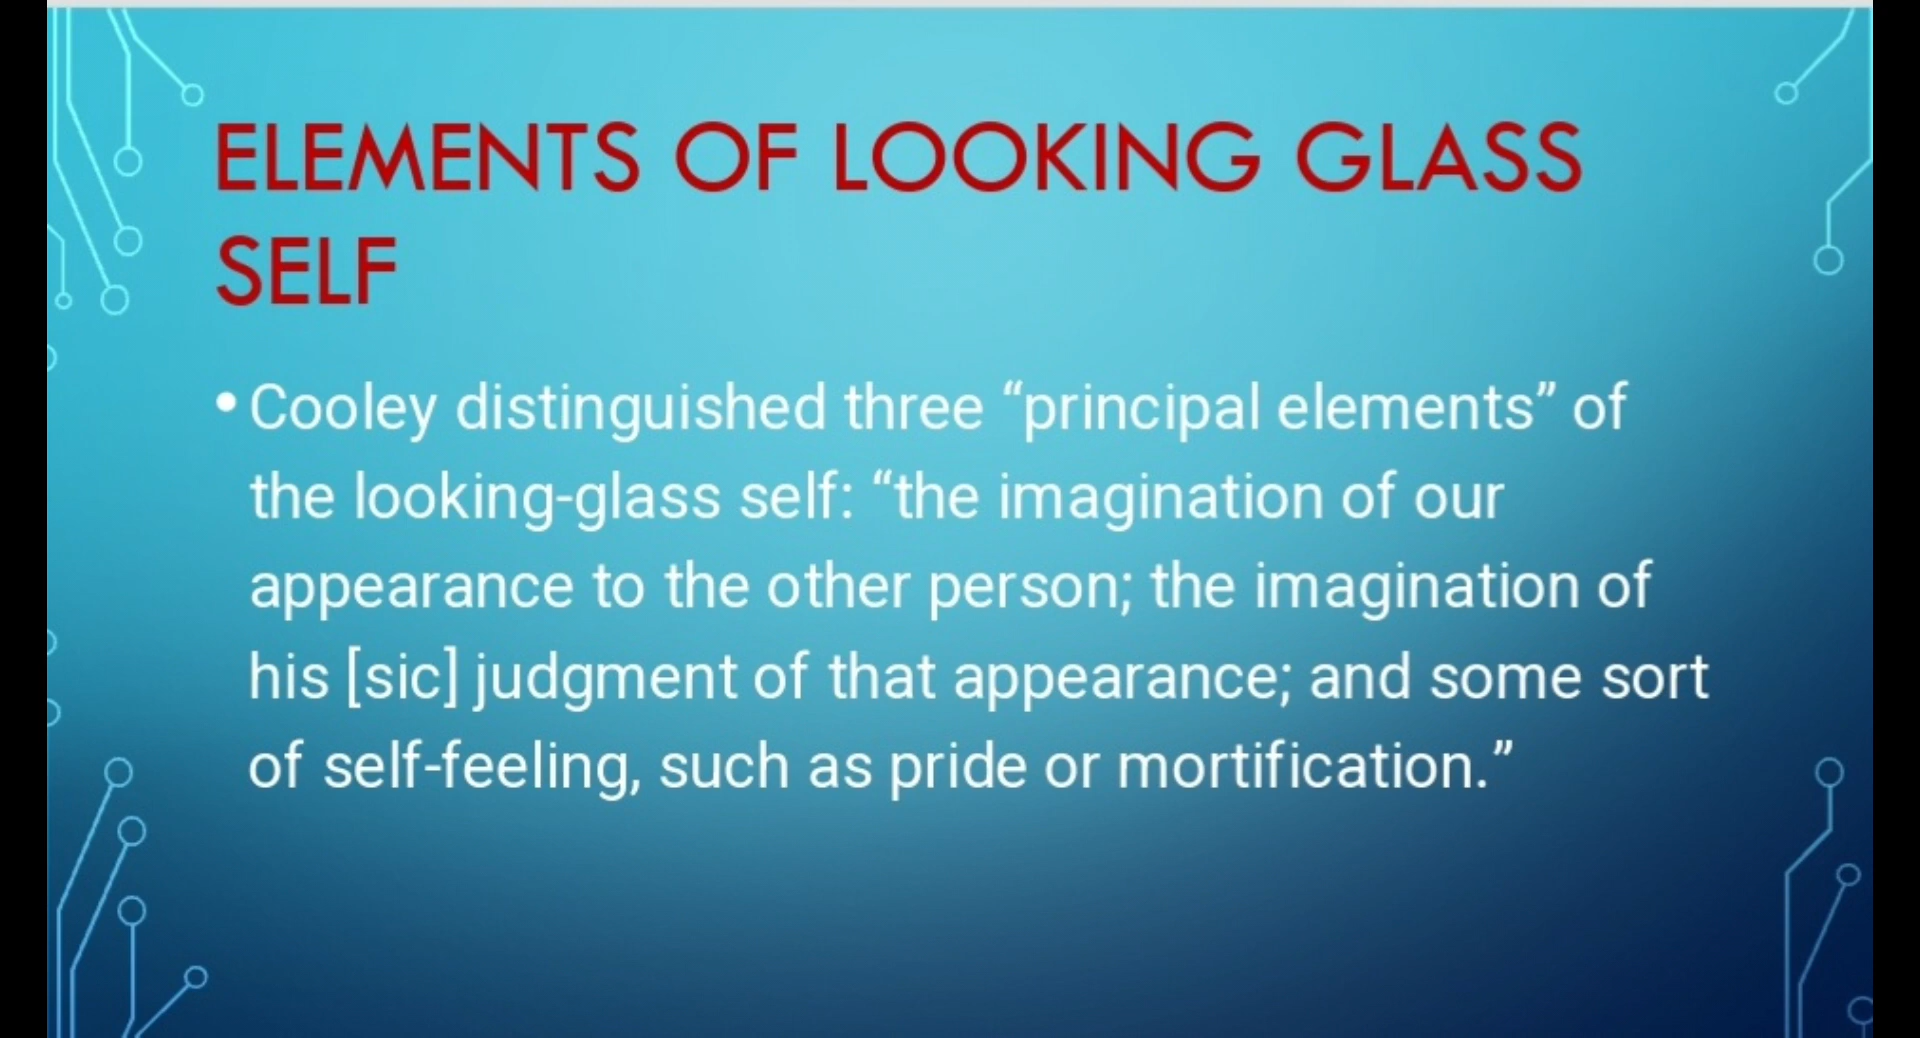 ELEMENTS OF LOOKING GLASS
SELF
• Cooley distinguished three “principal elements” of
the looking-glass self: “the imagination of our
appearance to the other person; the imagination of
his [sic] judgment of that appearance; and some sort
of self-feeling, such as pride or mortification.”